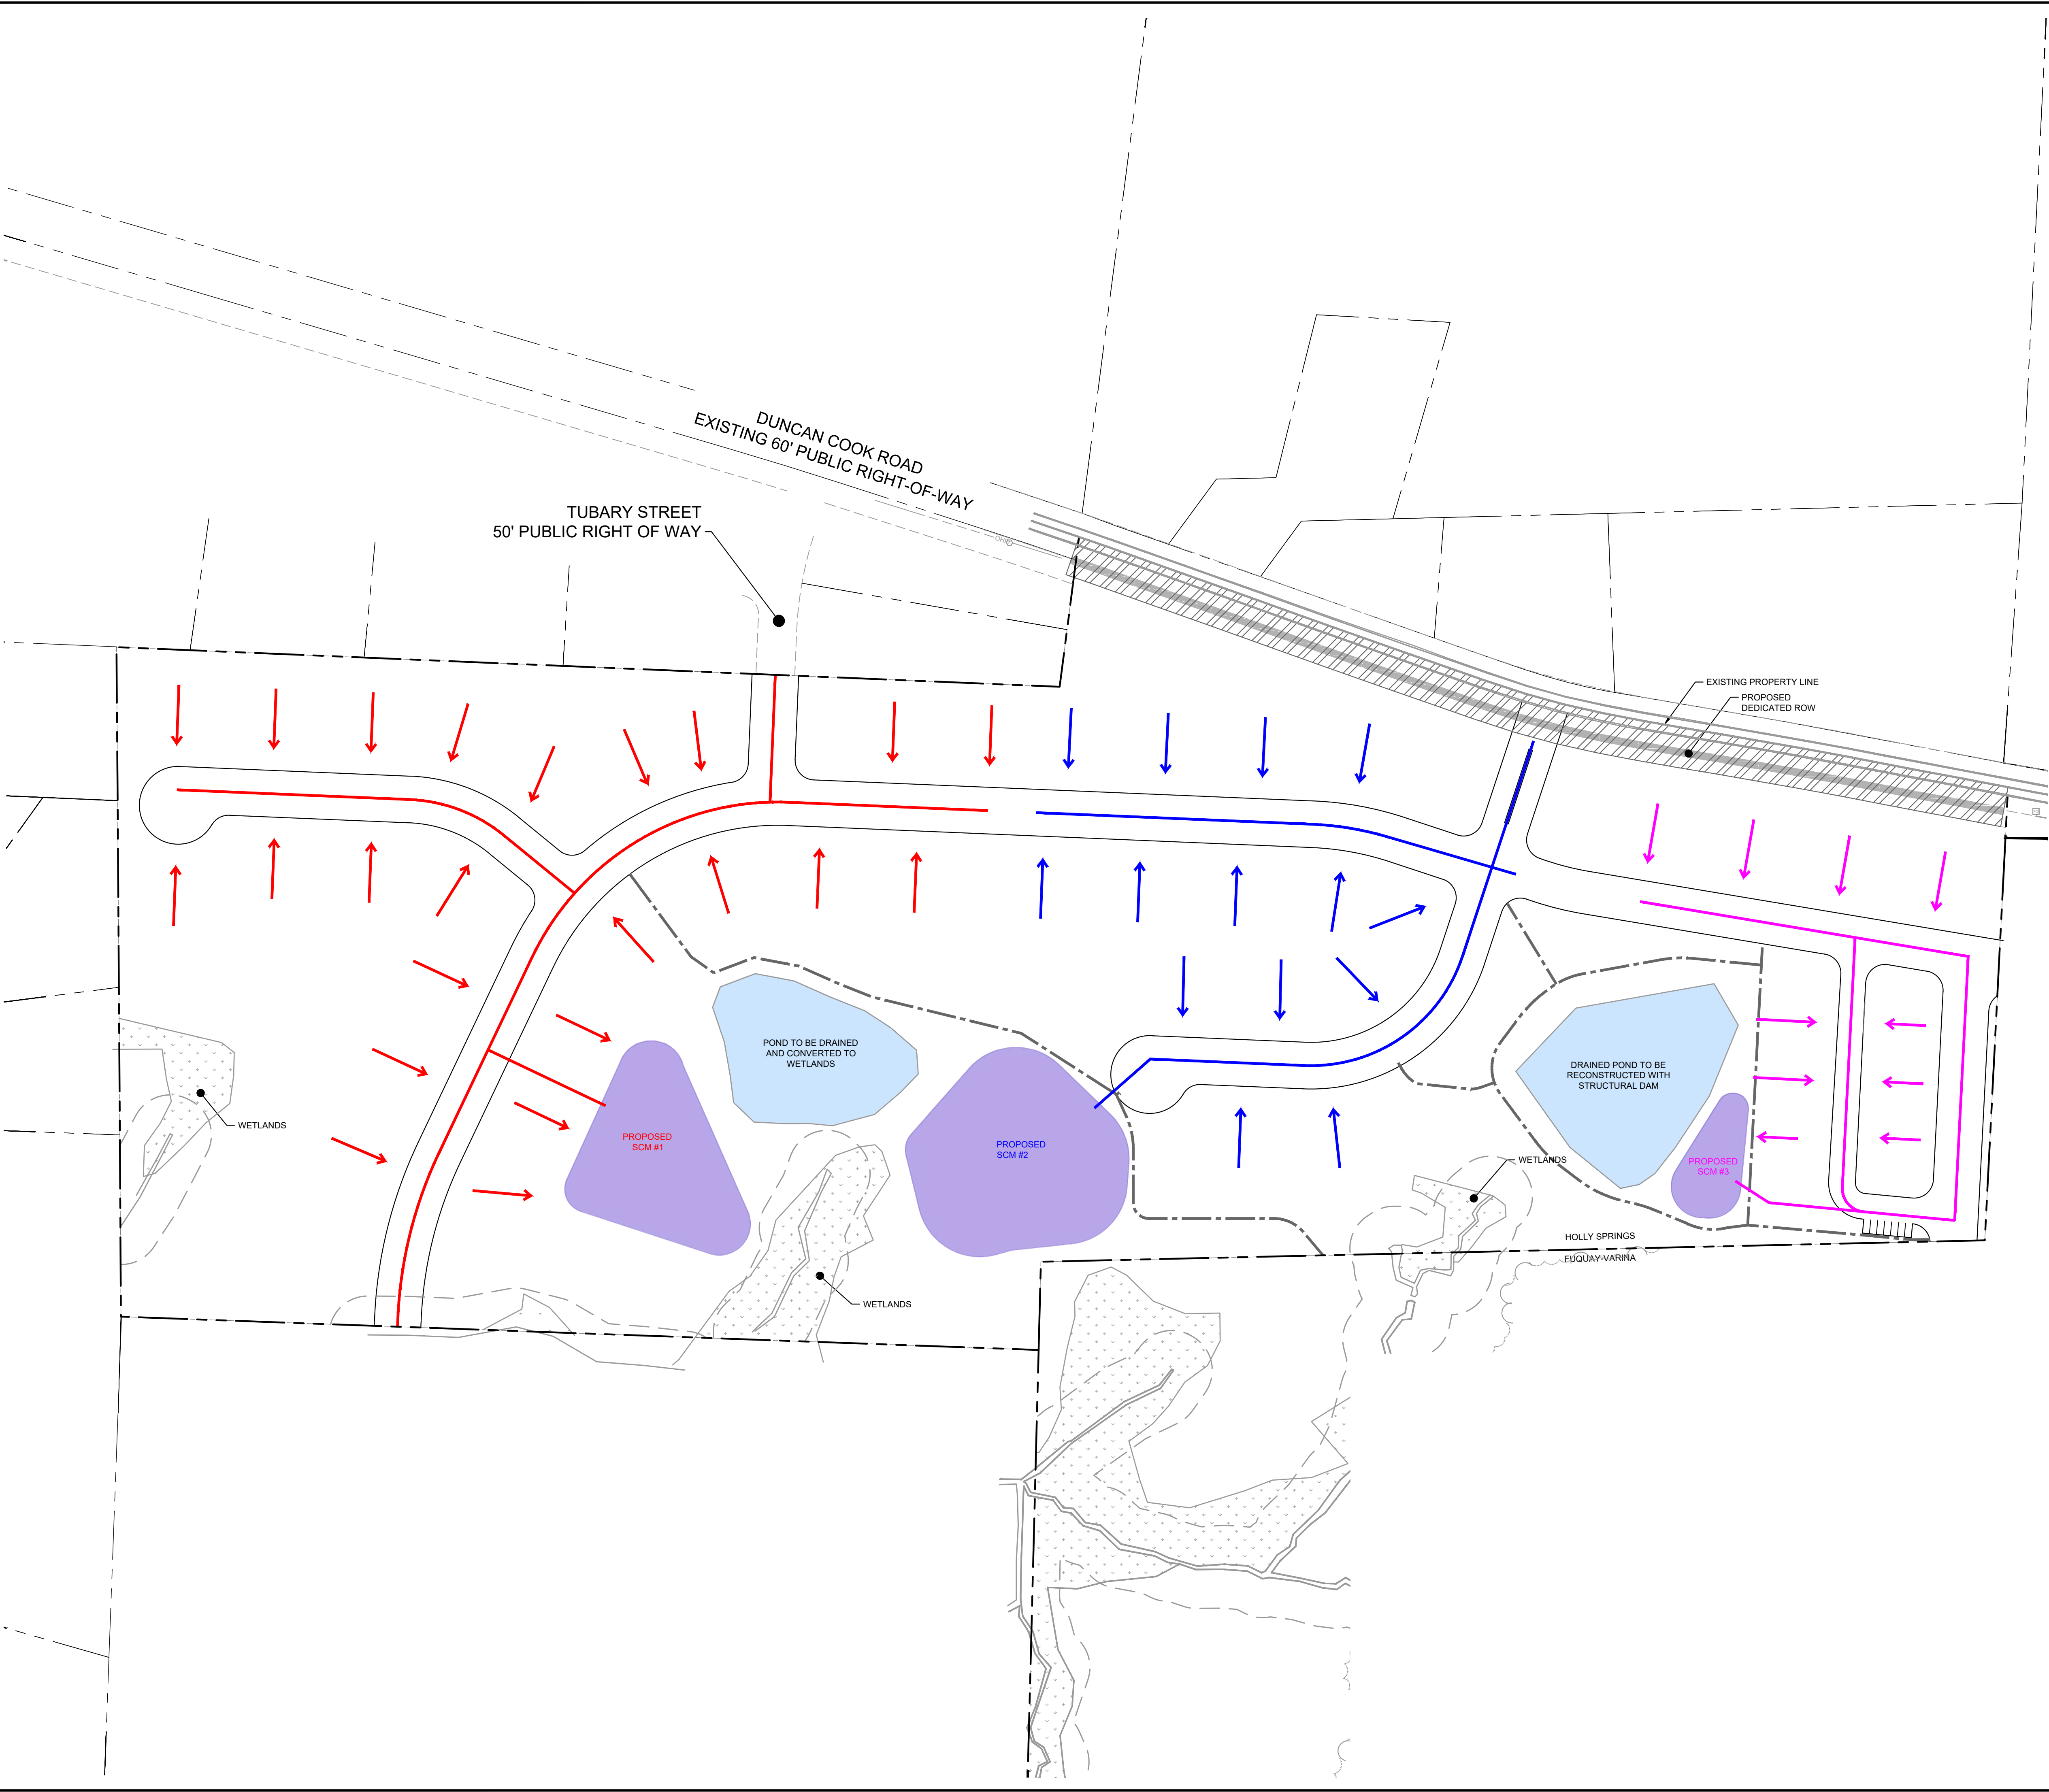 DUNCAN COOK ROAD
EXISTING 60' PUBLIC RIGHT-OF-WAY
TUBARY STREET
50' PUBLIC RIGHT OF WAY
OHE
EXISTING PROPERTY LINE
PROPOSED
DEDICATED ROW
POND TO BE DRAINED
AND CONVERTED TO
WETLANDS
DRAINED POND TO BE
RECONSTRUCTED WITH
STRUCTURAL DAM
WETLANDS
PROPOSED
SCM #1
PROPOSED
SCM #2
WETLANDS
PROPOSED
SCM #3
HOLLY SPRINGS
FUQUAY-VARINA
WETLANDS